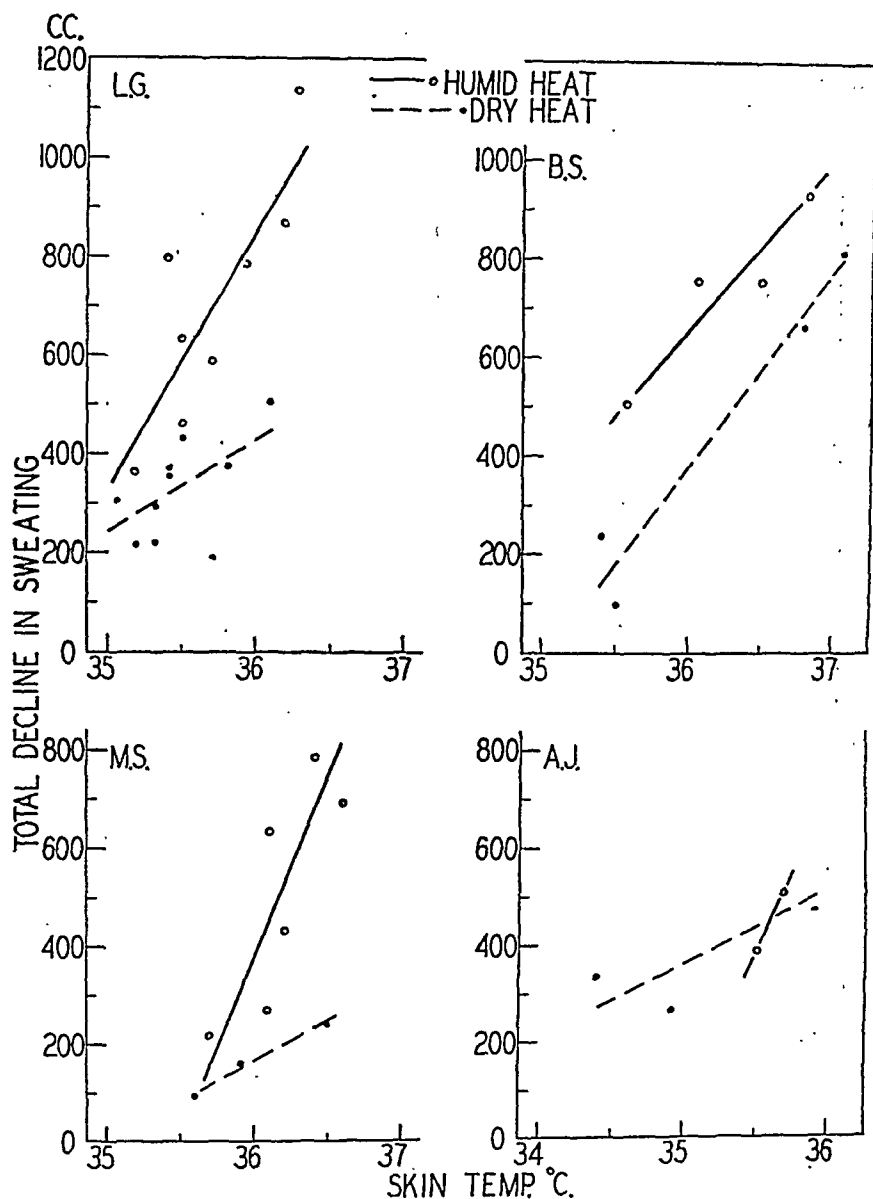 CC.
1200
1000
800
600
400
200
0
L.G.
HUMID HEAT
DRY HEAT
35 36 37
1000
800
600
400
200
0
B.S.
35 36 37
TOTAL DECLINE IN SWEATING
800
600
400
200
0
M.S.
35 36 37
800
600
400
200
0
A.J.
34 35 36
SKIN TEMP. °C.